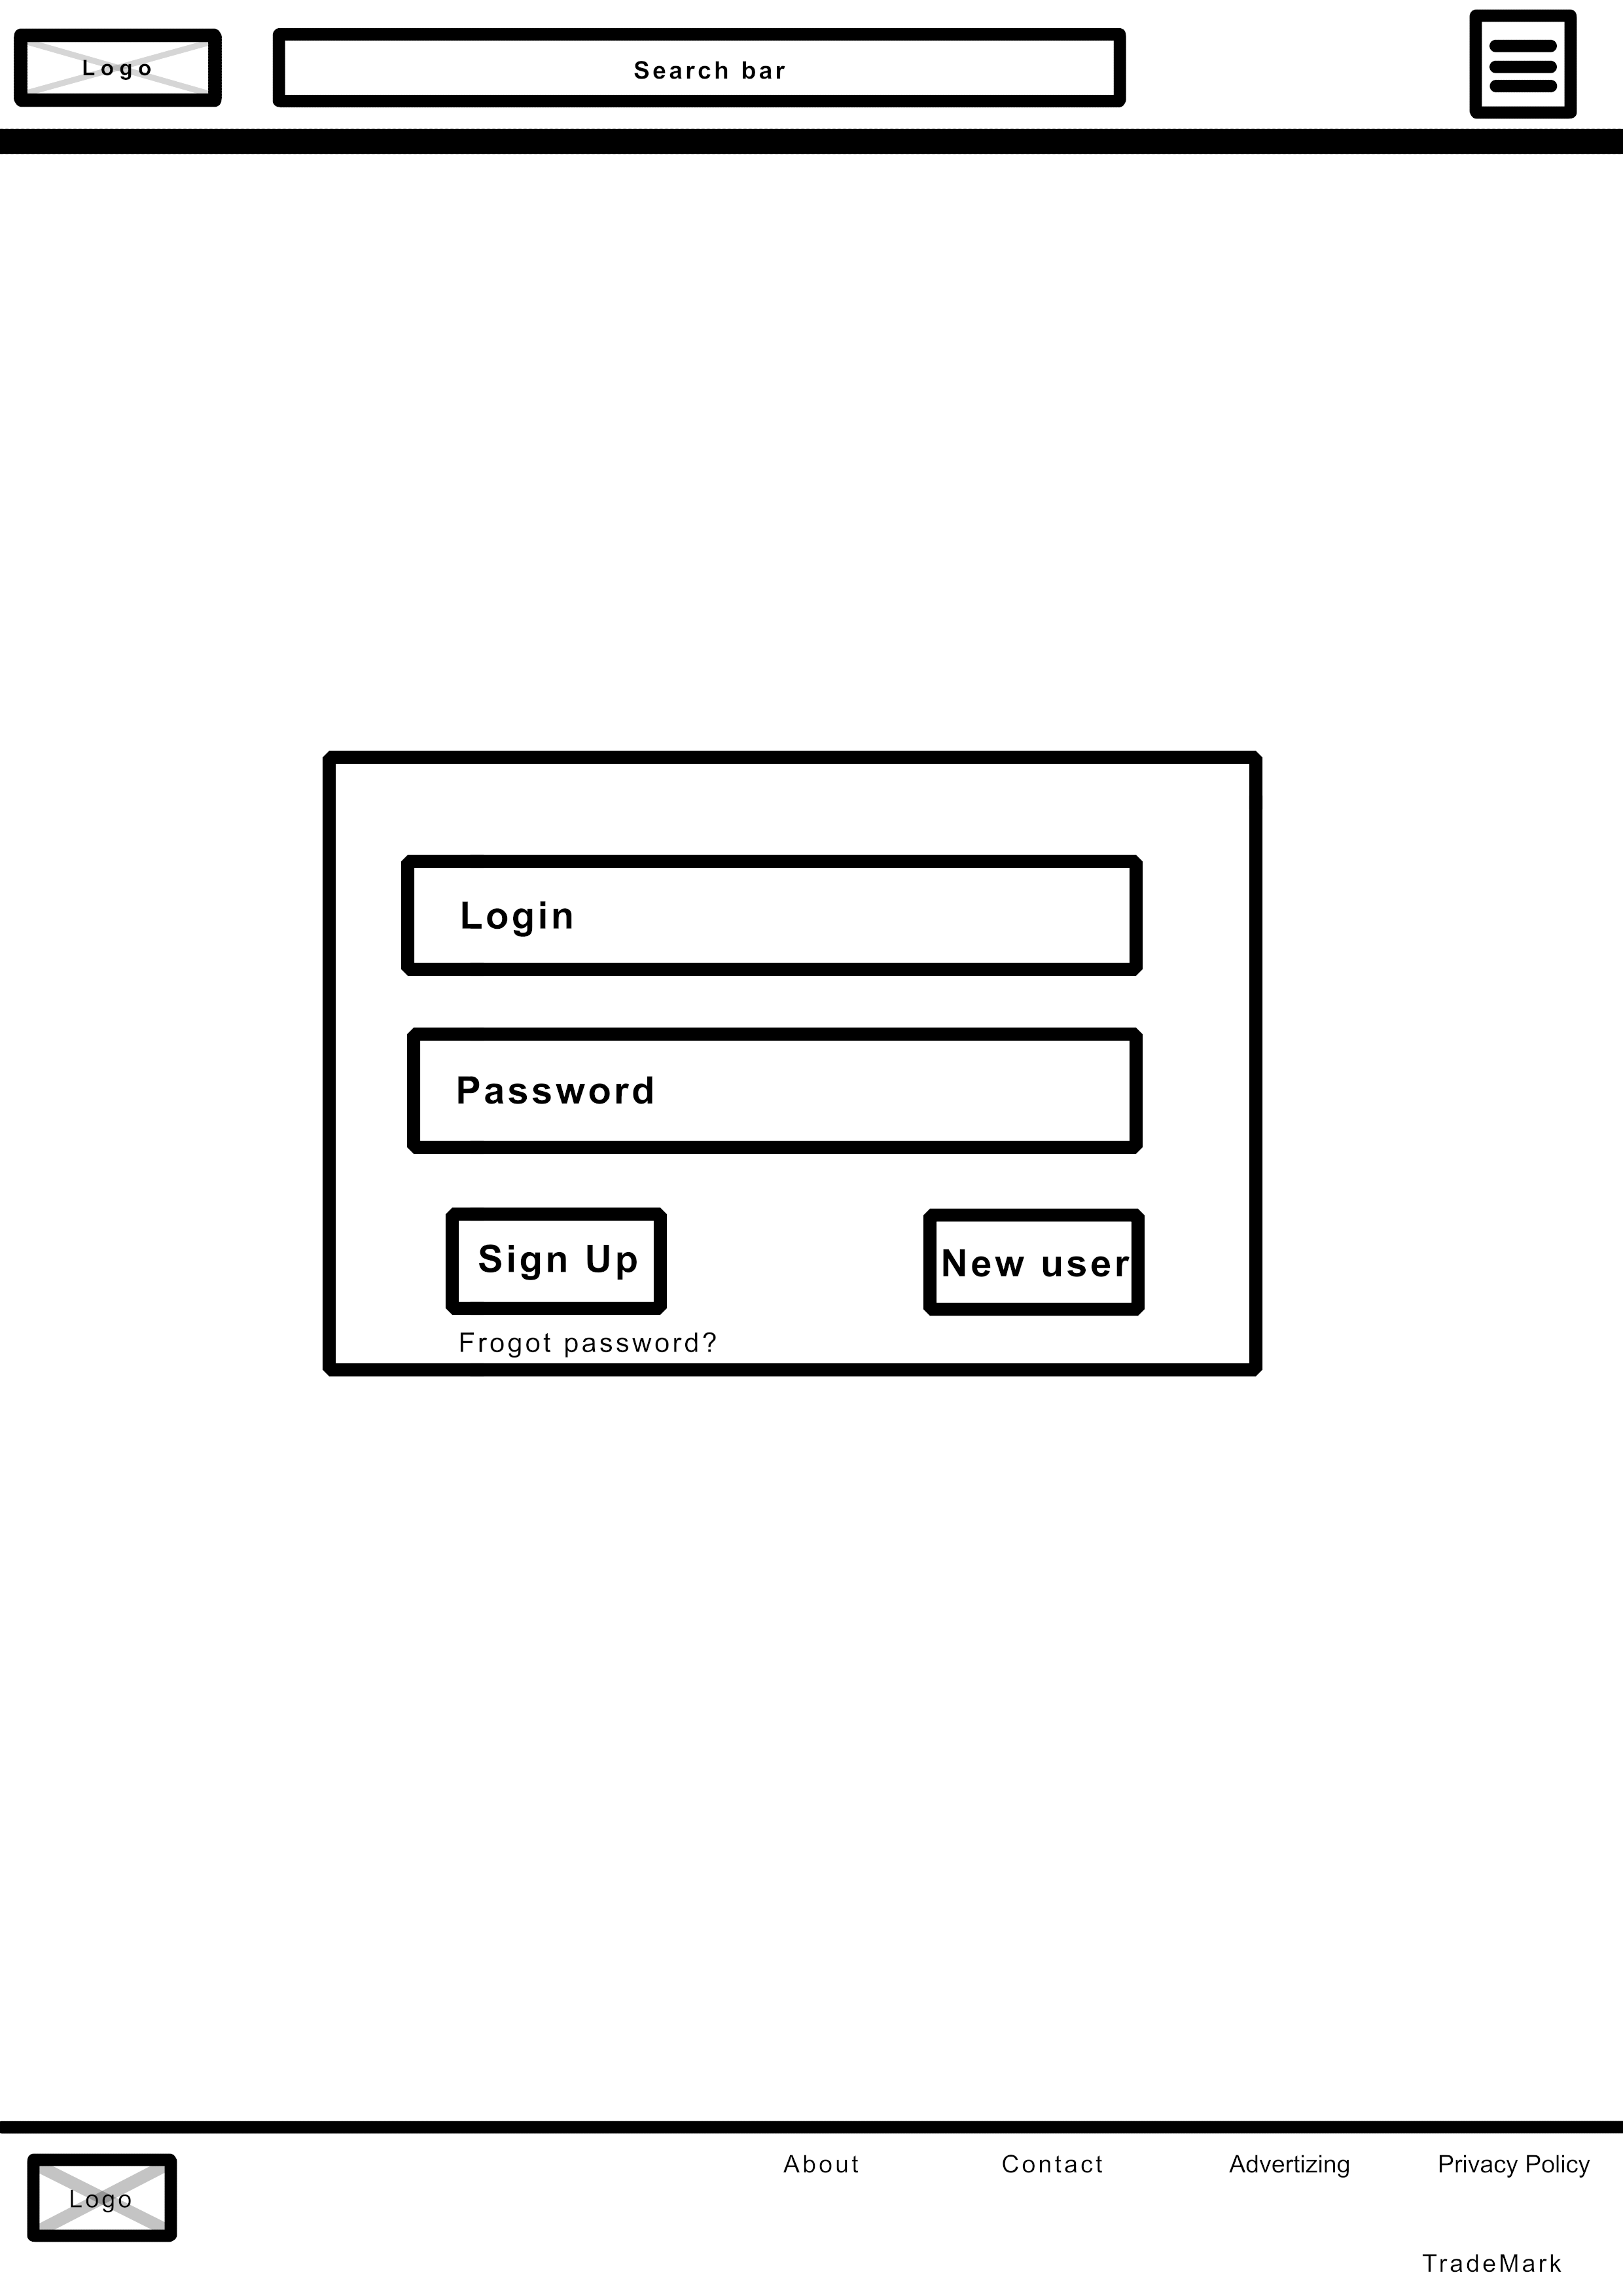 Logo
Search bar
Login
Password
Sign Up
New user
Frogot password?
About
Contact
Advertizing
Privacy Policy
Logo
TradeMark